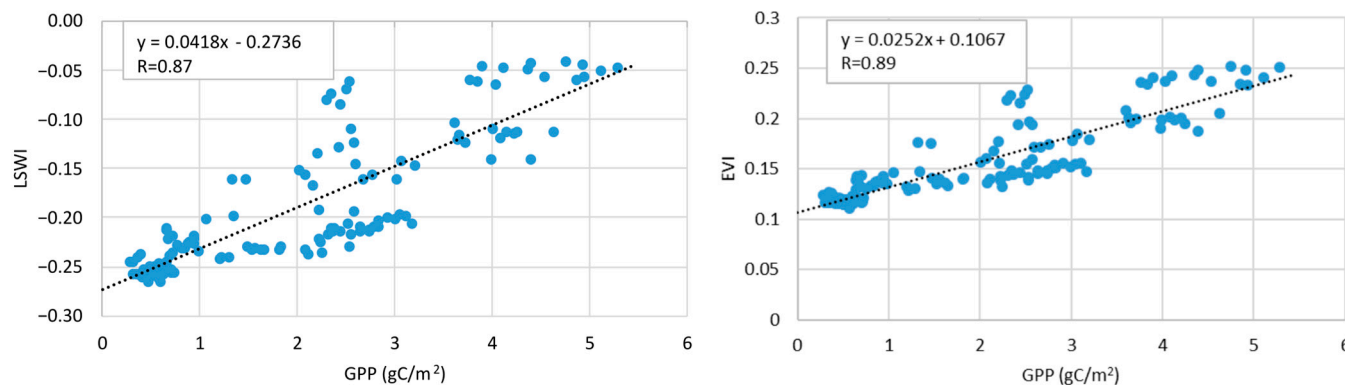 y = 0.0418x - 0.2736
R=0.87
0.00
−0.05
−0.10
−0.15
−0.20
−0.25
−0.30
LSWI
0 1 2 3 4 5 6
GPP (gC/m²)
y = 0.0252x + 0.1067
R=0.89
0.3
0.25
0.2
0.15
0.1
0.05
0
EVI
0 1 2 3 4 5 6
GPP (gC/m²)